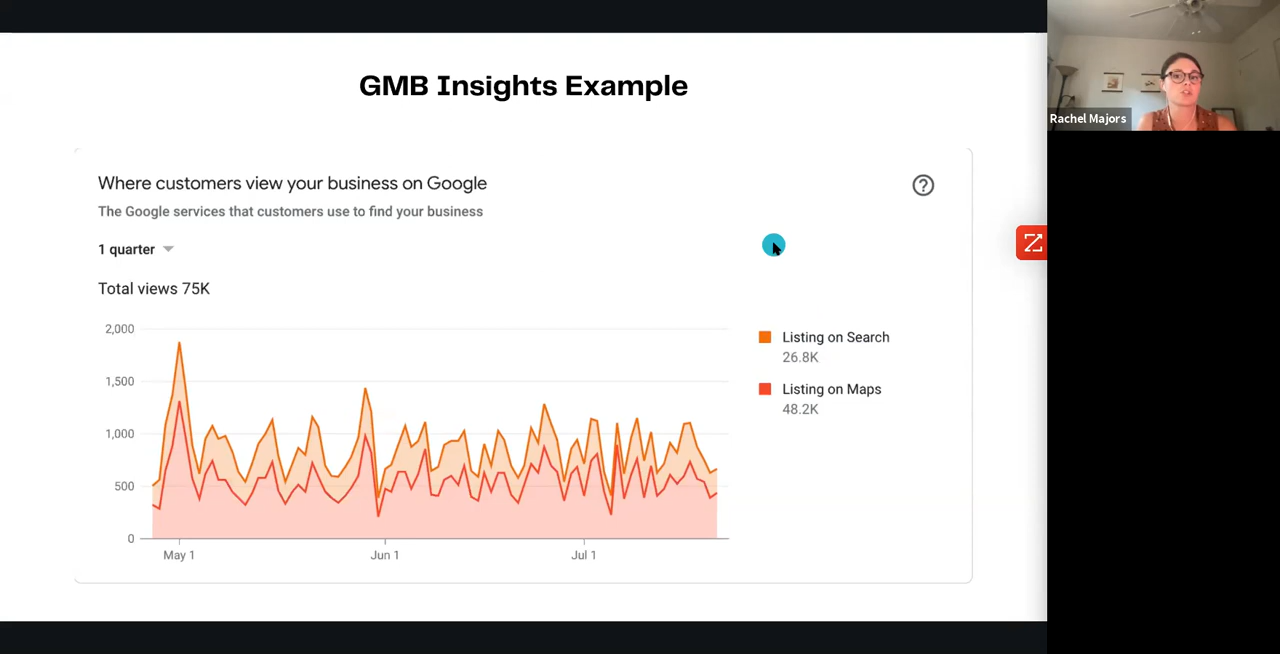 GMB Insights Example
Rachel Majors
Where customers view your business on Google
The Google services that customers use to find your business
1 quarter
Total views 75K
2,000
1,500
1,000
500
0
May 1
Jun 1
Jul 1
Listing on Search
26.8K
Listing on Maps
48.2K